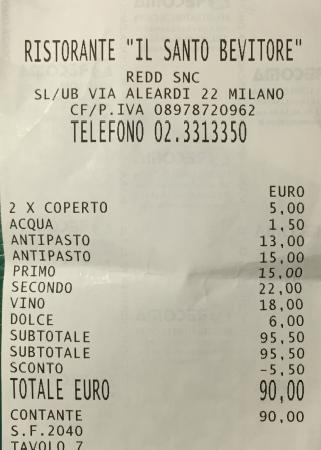 RISTORANTE "IL SANTO BEVITORE"
REDD SNC
SL/UB VIA ALEARDI 22 MILANO
CF/P.IVA 08978720962
TELEFONO 02.3313350
EURO
2 X COPERTO 5,00
ACQUA 1,50
ANTIPASTO 13,00
ANTIPASTO 15,00
PRIMO 15,00
SECONDO 22,00
VINO 18,00
DOLCE 6,00
SUBTOTALE 95,50
SUBTOTALE 95,50
SCONTO -5,50
TOTALE EURO 90,00
CONTANTE 90,00
S.F.2040
TAVOLO 7